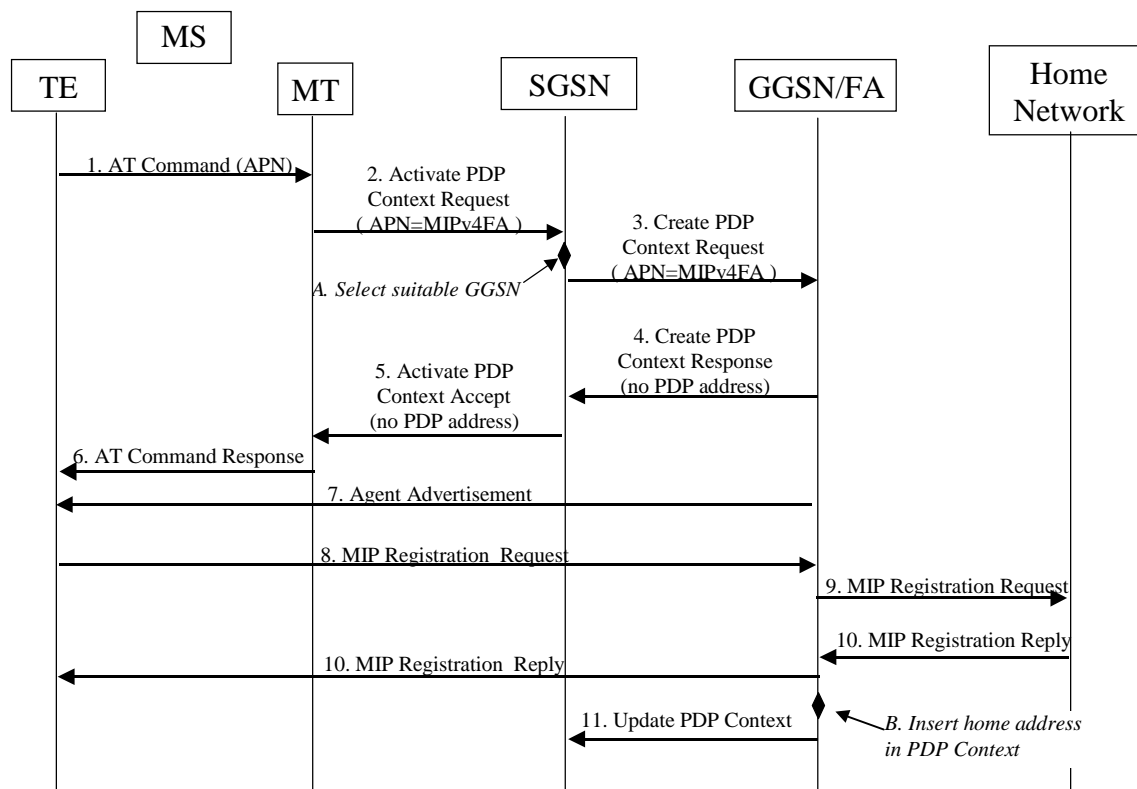 MS
TE
MT
SGSN
GGSN/FA
Home
Network
1. AT Command (APN)
2. Activate PDP
Context Request
( APN=MIPv4FA )
3. Create PDP
Context Request
( APN=MIPv4FA )
A. Select suitable GGSN
4. Create PDP
Context Response
(no PDP address)
5. Activate PDP
Context Accept
(no PDP address)
6. AT Command Response
7. Agent Advertisement
8. MIP Registration Request
9. MIP Registration Request
10. MIP Registration Reply
10. MIP Registration Reply
11. Update PDP Context
B. Insert home address
in PDP Context